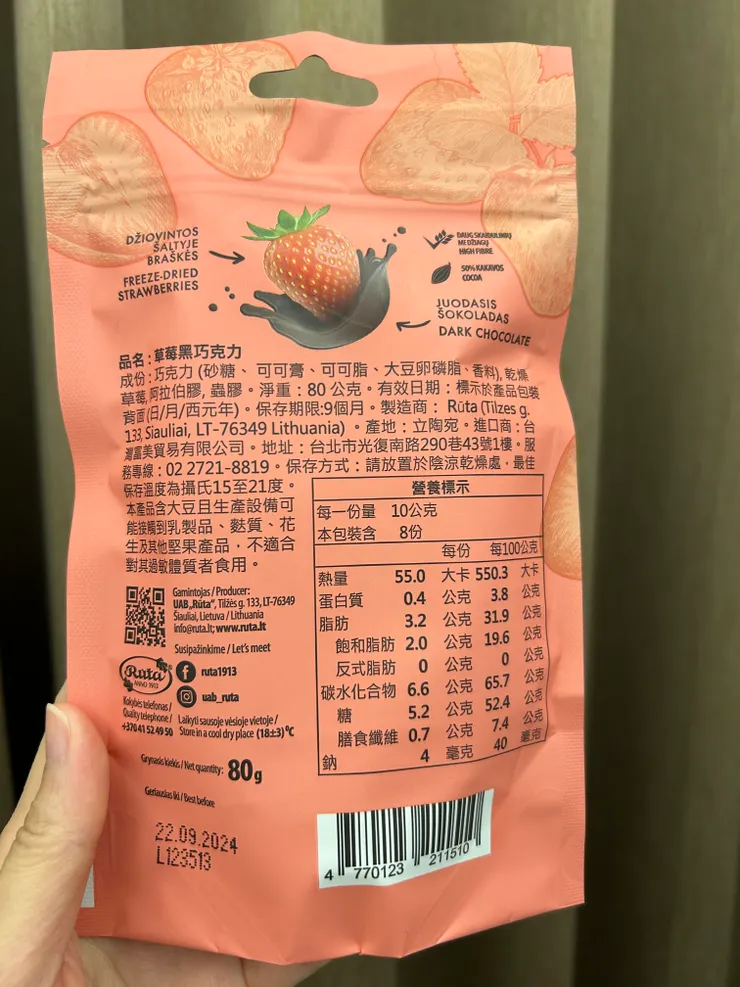 DŽIOVINTOS
ŠALTYJE
BRAŠKĖS
FREEZE-DRIED
STRAWBERRIES
DAUG SKAIDULINIŲ
MEDŽIAGŲ
HIGH FIBRE
50% KAKAVOS
COCOA
JUODASIS
ŠOKOLADAS
DARK CHOCOLATE
品名：草莓黑巧克力
成份：巧克力 (砂糖、可可膏、可可脂、大豆卵磷脂、香料), 乾燥
草莓, 阿拉伯膠, 蟲膠。淨重：80 公克。有效日期：標示於產品包裝
背面 (日/月/西元年)。保存期限:9個月。製造商： Rūta (Tilzes g.
133, Siauliai, LT-76349 Lithuania) 。產地：立陶宛。進口商：台
灣富美貿易有限公司。地址：台北市光復南路290巷43號1樓。服
務專線：02 2721-8819。保存方式：請放置於陰涼乾燥處，最佳
保存溫度為攝氏15至21度。
本產品含大豆且生產設備可
能接觸到乳製品、麩質、花
生及其他堅果產品，不適合
對其過敏體質者食用。
營養標示
每一份量 10公克
本包裝含 8份
每份 每100公克
熱量 55.0 大卡 550.3 大卡
蛋白質 0.4 公克 3.8 公克
脂肪 3.2 公克 31.9 公克
飽和脂肪 2.0 公克 19.6 公克
反式脂肪 0 公克 0 公克
碳水化合物 6.6 公克 65.7 公克
糖 5.2 公克 52.4 公克
膳食纖維 0.7 公克 7.4 公克
鈉 4 毫克 40 毫克
Gamintojas / Producer:
UAB „Rūta“, Tilžės g. 133, LT-76349
Šiauliai, Lietuva / Lithuania
info@ruta.lt; www.ruta.lt
Susipažinkime / Let's meet
Ruta
ANNO 1913
ruta1913
uab_ruta
Kokybės telefonas /
Quality telephone /
+370 41 52 49 50
Laikyti sausoje vėsioje vietoje /
Store in a cool dry place (18±3) °C
Grynasis kiekis / Net quantity: 80g
Geriausias iki / Best before
22.09.2024
L123513
4 770123 211510